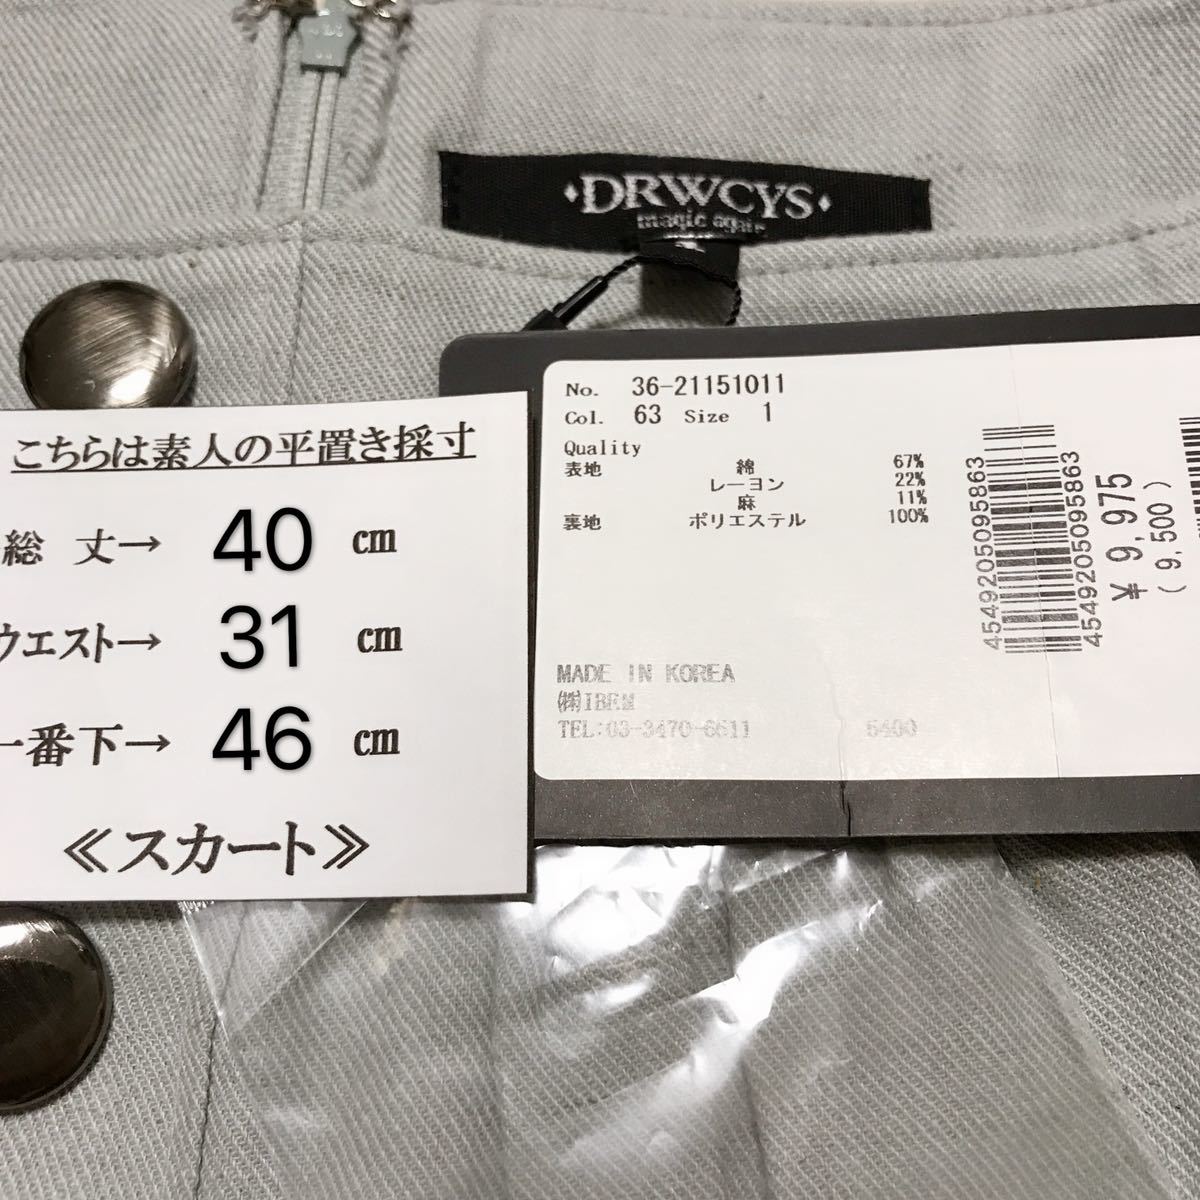 DRWCYS
magic again
こちらは素人の平置き採寸
総 丈→ 40 cm
ウエスト→ 31 cm
一番下→ 46 cm
≪スカート≫
No. 36-21151011
Col. 63 Size 1
Quality
表地 綿 67%
レーヨン 22%
麻 11%
裏地 ポリエステル 100%
MADE IN KOREA
㈱IBEM
TEL:03-3470-6611 5400
4549205095863
4549205095863
¥ 9,975
( 9,500 )